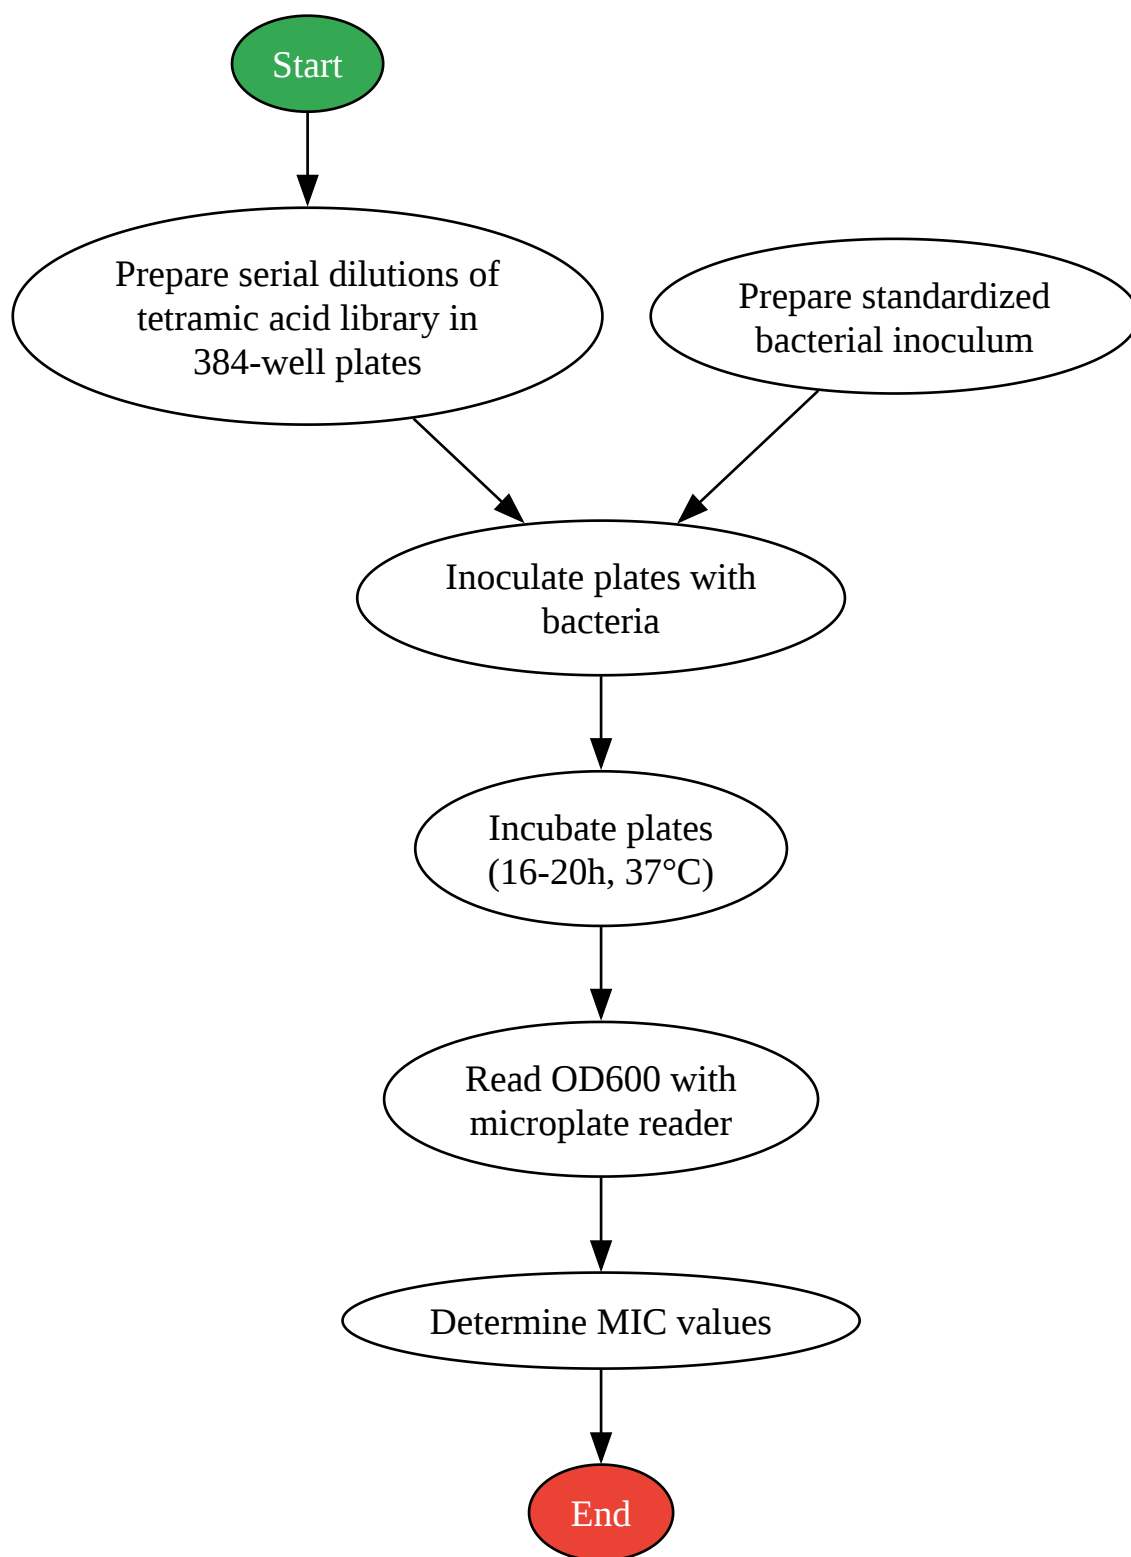 Start
Prepare serial dilutions of
tetramic acid library in
384-well plates
Prepare standardized
bacterial inoculum
Inoculate plates with
bacteria
Incubate plates
(16-20h, 37°C)
Read OD600 with
microplate reader
Determine MIC values
End